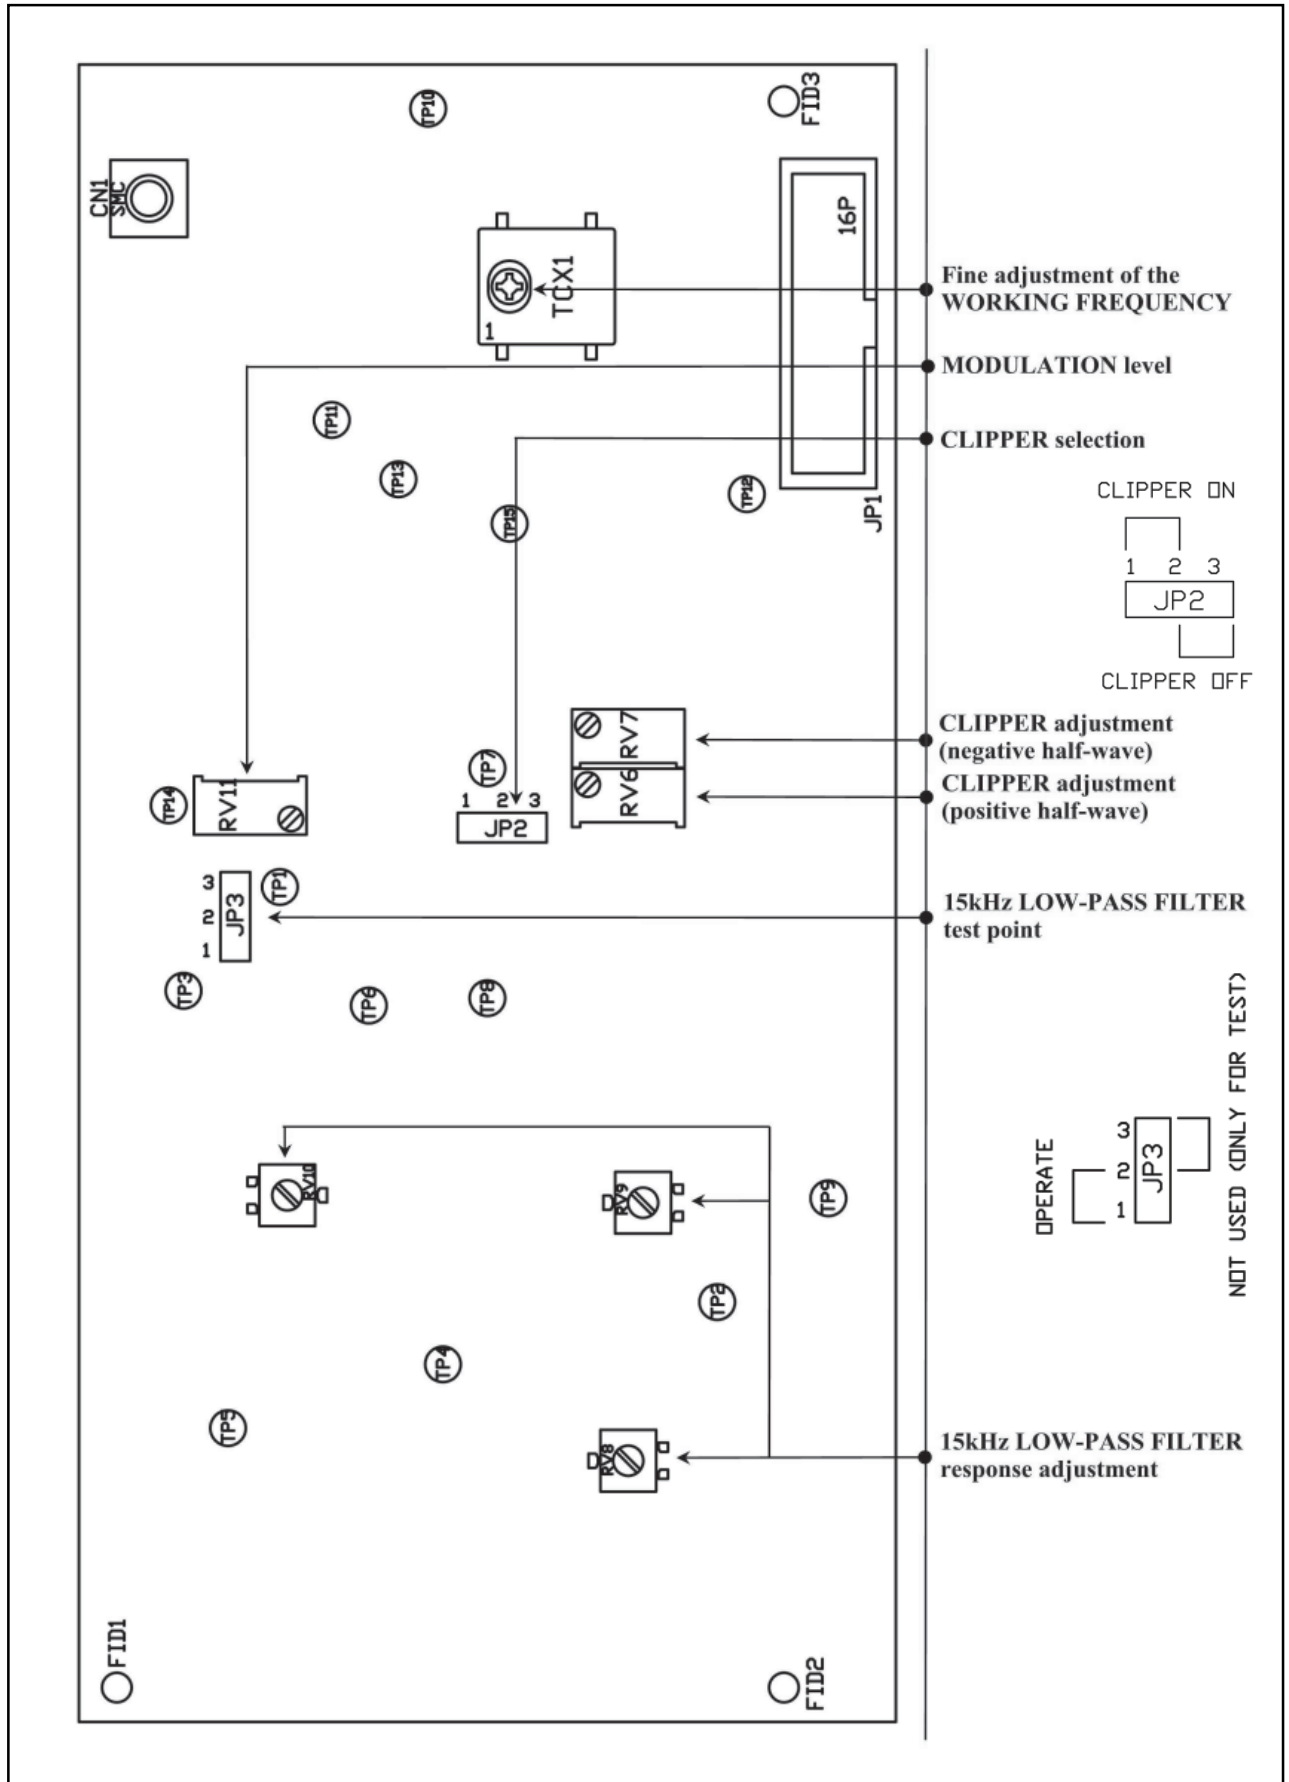 TP10
FID3
CN1
SMC
16P
TCX1
1
Fine adjustment of the
WORKING FREQUENCY
MODULATION level
TP11
CLIPPER selection
TP13
TP12
TP15
JP1
CLIPPER ON
1 2 3
JP2
CLIPPER OFF
RV7
CLIPPER adjustment
(negative half-wave)
TP7
RV6
CLIPPER adjustment
(positive half-wave)
TP14
RV11
1 2 3
JP2
TP1
3
2
1
JP3
15kHz LOW-PASS FILTER
test point
TP3
TP6
TP8
NOT USED (ONLY FOR TEST)
OPERATE
3
2
1
JP3
RV10
RV9
TP9
TP2
TP4
TP5
RV8
15kHz LOW-PASS FILTER
response adjustment
FID1
FID2